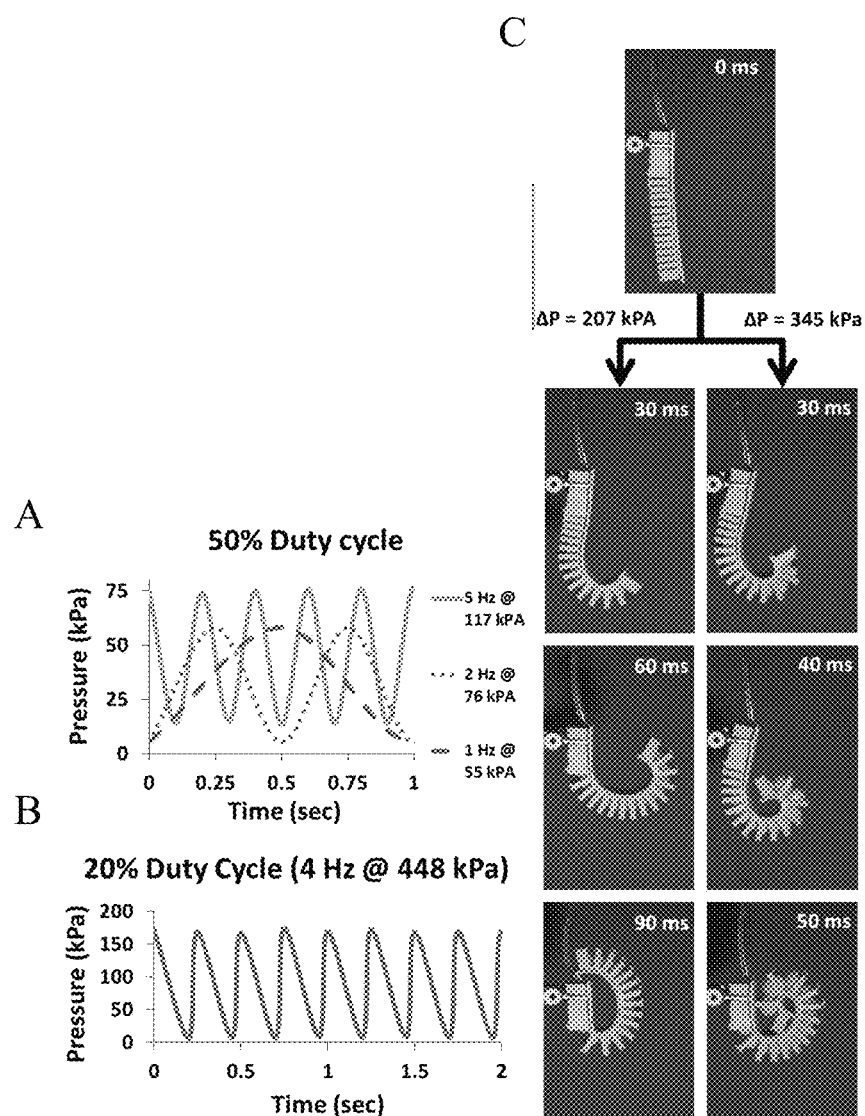 C
0 ms
ΔP = 207 kPA
ΔP = 345 kPa
30 ms
30 ms
60 ms
40 ms
90 ms
50 ms
A
50% Duty cycle
Pressure (kPa)
75
50
25
0
0
0.25
0.5
0.75
1
Time (sec)
5 Hz @
117 kPA
2 Hz @
76 kPA
1 Hz @
55 kPA
B
20% Duty Cycle (4 Hz @ 448 kPa)
Pressure (kPa)
200
150
100
50
0
0
0.5
1
1.5
2
Time (sec)